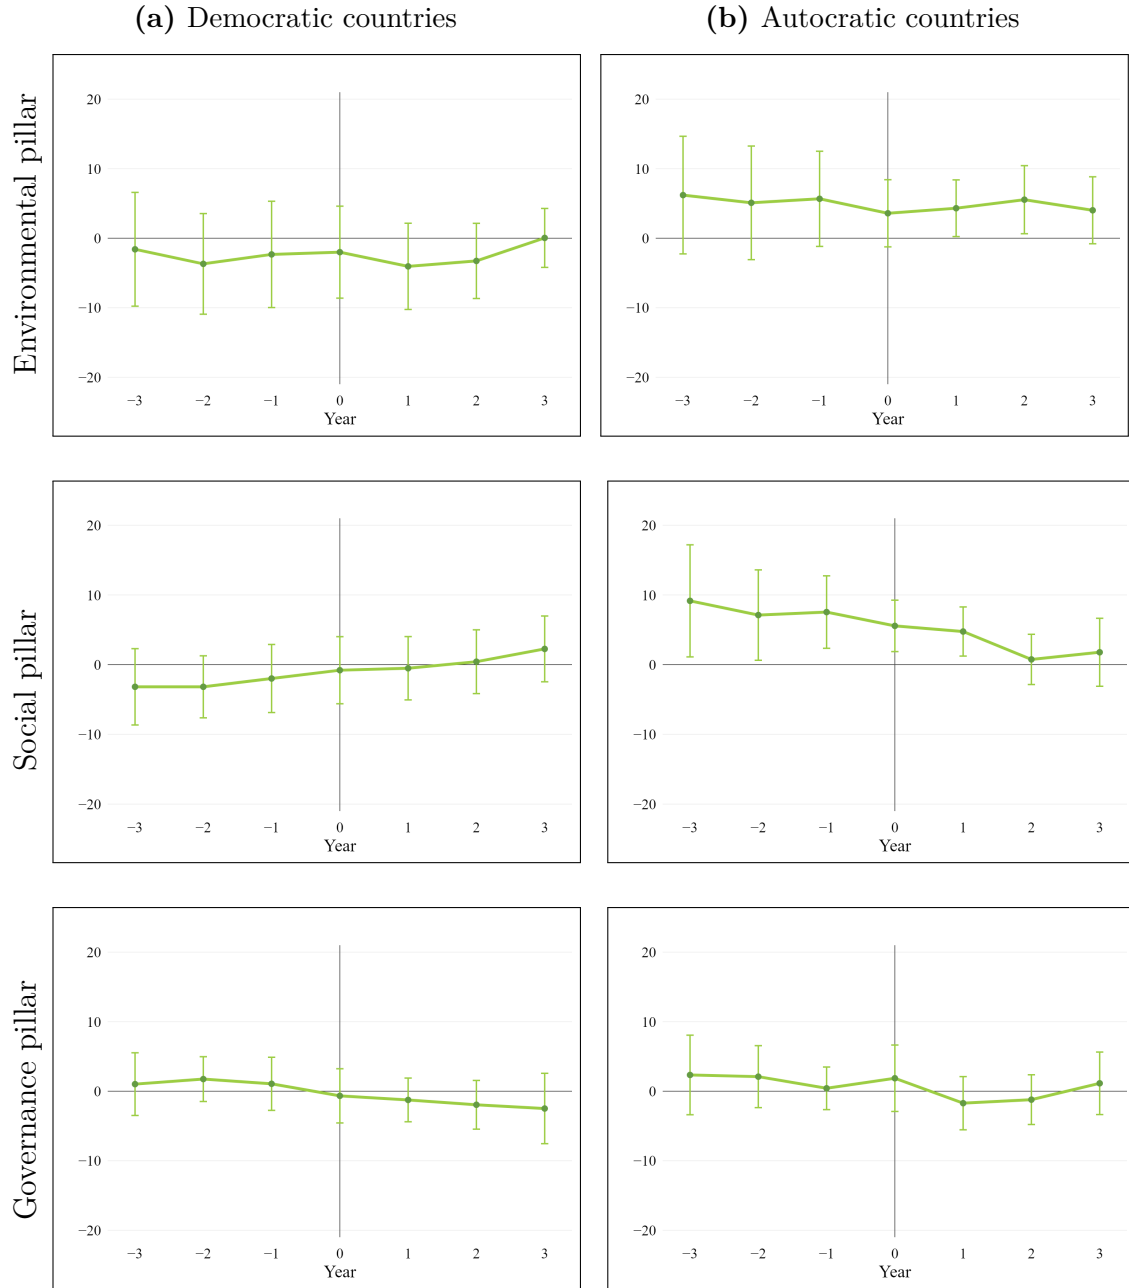 (a) Democratic countries
(b) Autocratic countries
Environmental pillar
20
10
0
−10
−20
−3 −2 −1 0 1 2 3
Year
20
10
0
−10
−20
−3 −2 −1 0 1 2 3
Year
Social pillar
20
10
0
−10
−20
−3 −2 −1 0 1 2 3
Year
20
10
0
−10
−20
−3 −2 −1 0 1 2 3
Year
Governance pillar
20
10
0
−10
−20
−3 −2 −1 0 1 2 3
Year
20
10
0
−10
−20
−3 −2 −1 0 1 2 3
Year